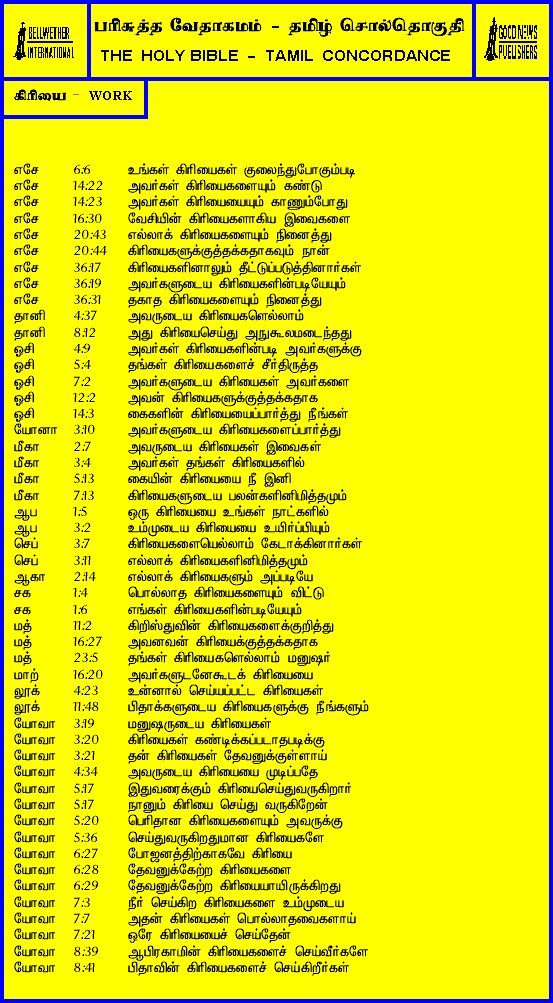 BELLWETHER
INTERNATIONAL
பரிசுத்த வேதாகமம் - தமிழ் சொல்தொகுதி
THE HOLY BIBLE - TAMIL CONCORDANCE
GOOD NEWS
PUBLISHERS
கிரியை - WORK
எசே 6:6 உங்கள் கிரியைகள் குலைந்துபோகும்படி
எசே 14:22 அவர்கள் கிரியைகளையும் கண்டு
எசே 14:23 அவர்கள் கிரியையையும் காணும்போது
எசே 16:30 வேசியின் கிரியைகளாகிய இவைகளை
எசே 20:43 எல்லாக் கிரியைகளையும் நினைத்து
எசே 20:44 கிரியைகளுக்குத்தக்கதாகவும் நான்
எசே 36:17 கிரியைகளினாலும் தீட்டுப்படுத்தினார்கள்
எசே 36:19 அவர்களுடைய கிரியைகளின்படியேயும்
எசே 36:31 தகாத கிரியைகளையும் நினைத்து
தானி 4:37 அவருடைய கிரியைகளெல்லாம்
தானி 8:12 அது கிரியைசெய்து அநுகூலமடைந்தது
ஓசி 4:9 அவர்கள் கிரியைகளின்படி அவர்களுக்கு
ஓசி 5:4 தங்கள் கிரியைகளைச் சீர்திருத்த
ஓசி 7:2 அவர்களுடைய கிரியைகள் அவர்களை
ஓசி 12:2 அவன் கிரியைகளுக்குத்தக்கதாக
ஓசி 14:3 கைகளின் கிரியையைப்பார்த்து நீங்கள்
யோனா 3:10 அவர்களுடைய கிரியைகளைப்பார்த்து
மீகா 2:7 அவருடைய கிரியைகள் இவைகள்
மீகா 3:4 அவர்கள் தங்கள் கிரியைகளில்
மீகா 5:13 கையின் கிரியையை நீ இனி
மீகா 7:13 கிரியைகளுடைய பலன்களினிமித்தமும்
ஆப 1:5 ஒரு கிரியையை உங்கள் நாட்களில்
ஆப 3:2 உம்முடைய கிரியையை உயிர்ப்பியும்
செப் 3:7 கிரியைகளையெல்லாம் கேடாக்கினார்கள்
செப் 3:11 எல்லாக் கிரியைகளினிமித்தமும்
ஆகா 2:14 எல்லாக் கிரியைகளும் அப்படியே
சக 1:4 பொல்லாத கிரியைகளையும் விட்டு
சக 1:6 எங்கள் கிரியைகளின்படியேயும்
மத் 11:2 கிறிஸ்துவின் கிரியைகளைக்குறித்து
மத் 16:27 அவனவன் கிரியைக்குத்தக்கதாக
மத் 23:5 தங்கள் கிரியைகளெல்லாம் மனுஷர்
மாற் 16:20 அவர்களுடனேகூடக் கிரியையை
லூக் 4:23 உன்னால் செய்யப்பட்ட கிரியைகள்
லூக் 11:48 பிதாக்களுடைய கிரியைகளுக்கு நீங்களும்
யோவா 3:19 மனுஷருடைய கிரியைகள்
யோவா 3:20 கிரியைகள் கண்டிக்கப்படாதபடிக்கு
யோவா 3:21 தன் கிரியைகள் தேவனுக்குள்ளாய்
யோவா 4:34 அவருடைய கிரியையை முடிப்பதே
யோவா 5:17 இதுவரைக்கும் கிரியைசெய்துவருகிறார்
யோவா 5:17 நானும் கிரியை செய்து வருகிறேன்
யோவா 5:20 பெரிதான கிரியைகளையும் அவருக்கு
யோவா 5:36 செய்துவருகிறதுமான கிரியைகளே
யோவா 6:27 போஜனத்திற்காகவே கிரியை
யோவா 6:28 தேவனுக்கேற்ற கிரியைகளை
யோவா 6:29 தேவனுக்கேற்ற கிரியையாயிருக்கிறது
யோவா 7:3 நீர் செய்கிற கிரியைகளை உம்முடைய
யோவா 7:7 அதன் கிரியைகள் பொல்லாதவைகளாய்
யோவா 7:21 ஒரே கிரியையைச் செய்தேன்
யோவா 8:39 ஆபிரகாமின் கிரியைகளைச் செய்வீர்களே
யோவா 8:41 பிதாவின் கிரியைகளைச் செய்கிறீர்கள்